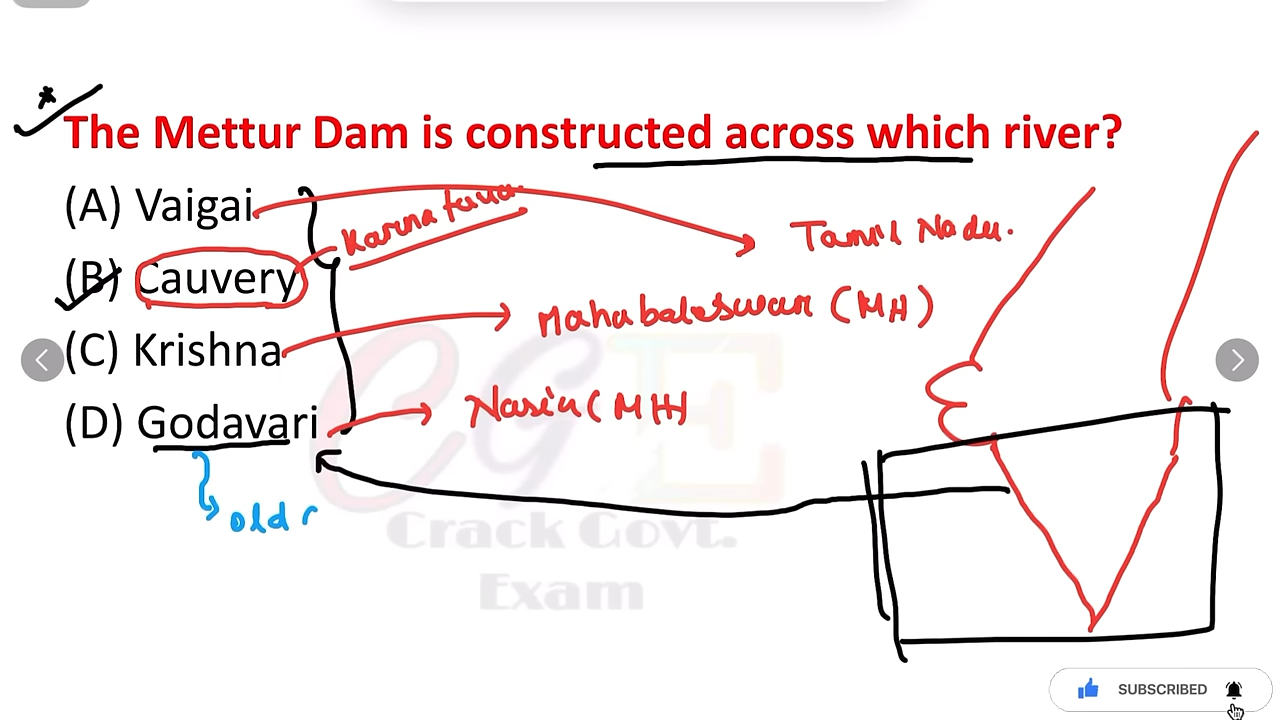 The Mettur Dam is constructed across which river?
(A) Vaigai
Karnataka
Tamil Nadu.
(B) Cauvery
Mahabaleswar (MH)
(C) Krishna
Nasik (MH)
(D) Godavari
old r
CGE
Crack Govt.
Exam
SUBSCRIBED